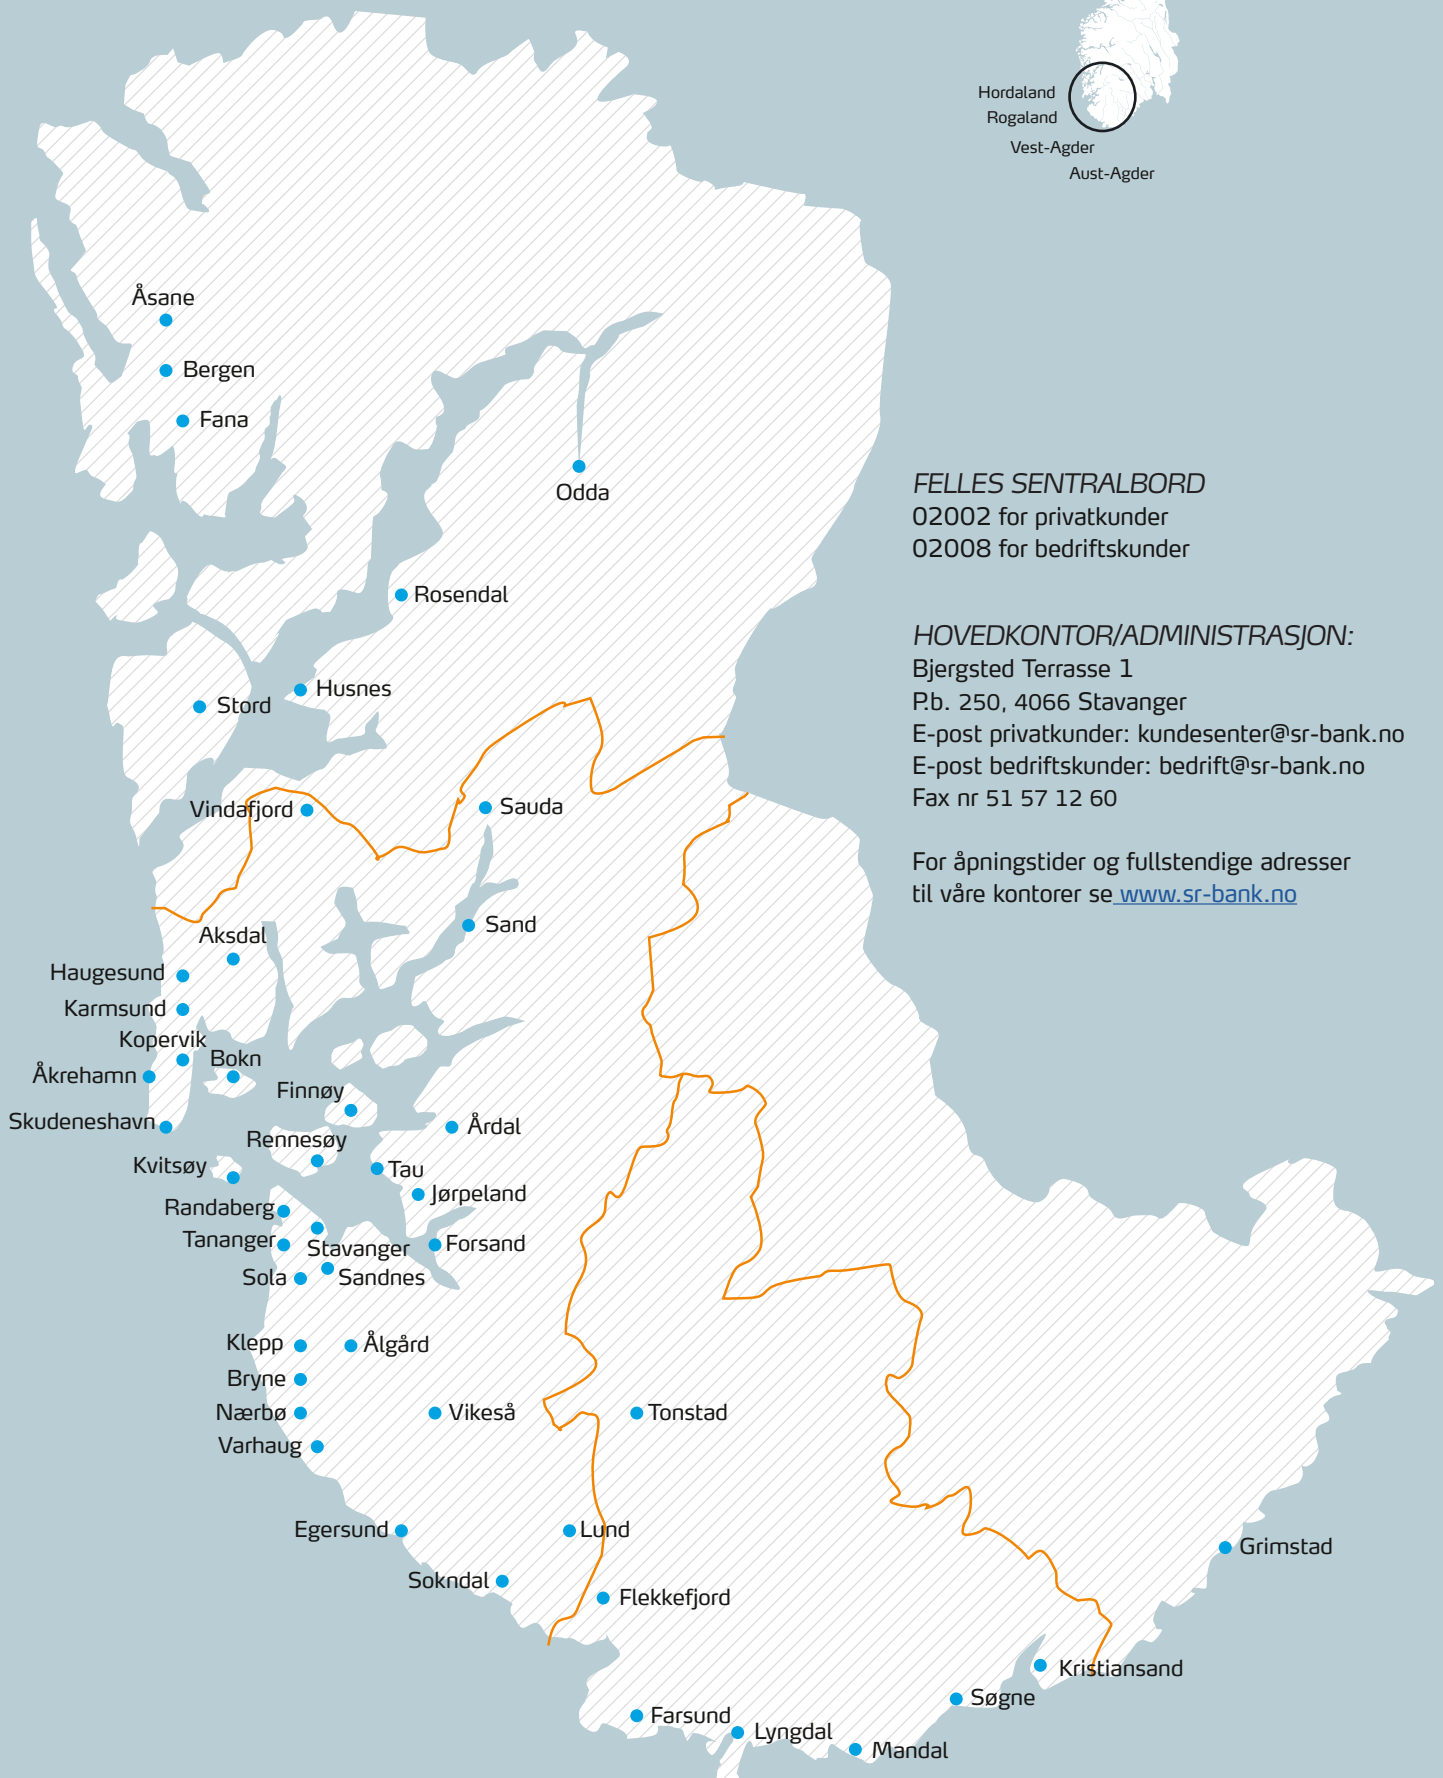 Hordaland
Rogaland
Vest-Agder
Aust-Agder
Åsane
Bergen
Fana
Odda
Rosendal
Husnes
Stord
Vindafjord
Sauda
Sand
Aksdal
Haugesund
Karmsund
Kopervik
Bokn
Åkrehamn
Finnøy
Skudeneshavn
Årdal
Rennesøy
Kvitsøy
Tau
Jørpeland
Randaberg
Tananger
Stavanger
Forsand
Sola
Sandnes
Klepp
Ålgård
Bryne
Nærbø
Vikeså
Tonstad
Varhaug
Egersund
Lund
Grimstad
Sokndal
Flekkefjord
Kristiansand
Søgne
Farsund
Lyngdal
Mandal
FELLES SENTRALBORD
02002 for privatkunder
02008 for bedriftskunder
HOVEDKONTOR/ADMINISTRASJON:
Bjergsted Terrasse 1
P.b. 250, 4066 Stavanger
E-post privatkunder: kundesenter@sr-bank.no
E-post bedriftskunder: bedrift@sr-bank.no
Fax nr 51 57 12 60
For åpningstider og fullstendige adresser
til våre kontorer se www.sr-bank.no